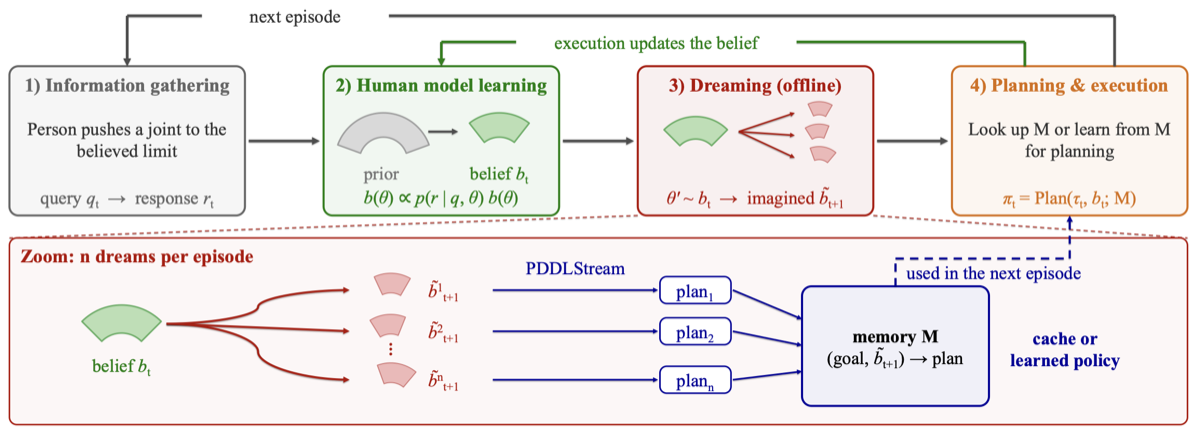 next episode
execution updates the belief
1) Information gathering
Person pushes a joint to the
believed limit
query qₜ → response rₜ
2) Human model learning
prior
belief bₜ
b(θ) ∝ p(r | q, θ) b(θ)
3) Dreaming (offline)
θ′ ~ bₜ → imagined b̃ₜ₊₁
4) Planning & execution
Look up M or learn from M
for planning
πₜ = Plan(τₜ, bₜ; M)
Zoom: n dreams per episode
belief bₜ
b̃¹ₜ₊₁
b̃²ₜ₊₁
⋮
b̃ⁿₜ₊₁
PDDLStream
plan₁
plan₂
planₙ
used in the next episode
memory M
(goal, b̃ₜ₊₁) → plan
cache or
learned policy